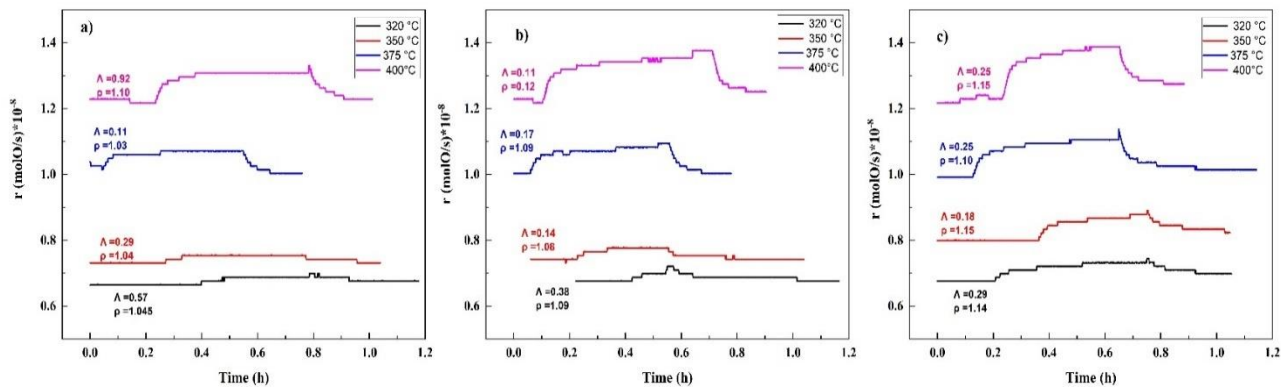 a)
320 °C
350 °C
375 °C
400°C
1.4
1.2
1.0
0.8
0.6
r (molO/s)*10⁻⁸
Λ =0.92
ρ =1.10
Λ =0.11
ρ =1.03
Λ =0.29
ρ =1.04
Λ =0.57
ρ =1.045
0.0 0.2 0.4 0.6 0.8 1.0 1.2
Time (h)
b)
320 °C
350 °C
375 °C
400°C
1.4
1.2
1.0
0.8
0.6
r (molO/s)*10⁻⁸
Λ =0.11
ρ =0.12
Λ =0.17
ρ =1.09
Λ =0.14
ρ =1.06
Λ =0.38
ρ =1.09
0.0 0.2 0.4 0.6 0.8 1.0 1.2
Time (h)
c)
320 °C
350 °C
375 °C
400°C
1.4
1.2
1.0
0.8
0.6
r (molO/s)*10⁻⁸
Λ =0.25
ρ =1.15
Λ =0.25
ρ =1.10
Λ =0.18
ρ =1.15
Λ =0.29
ρ =1.14
0.0 0.2 0.4 0.6 0.8 1.0 1.2
Time (h)